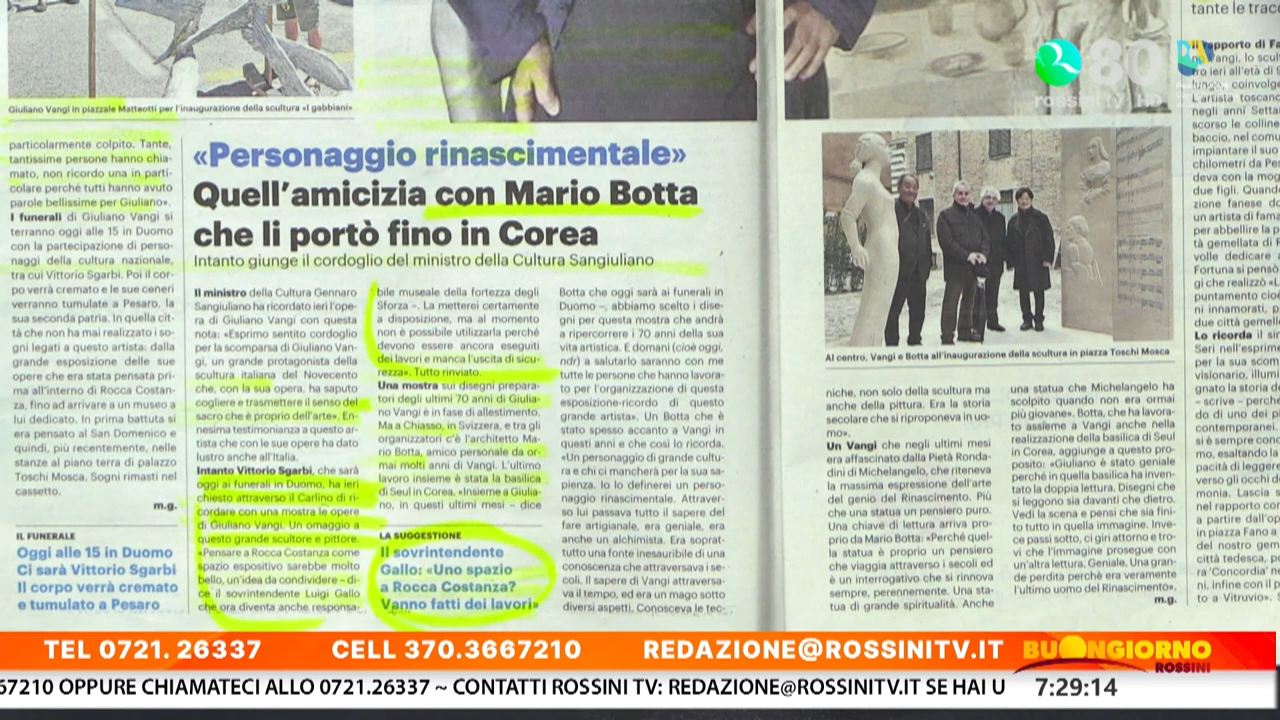 tante le tracc
80
rossini tv HD
Giuliano Vangi in piazzale Matteotti per l'inaugurazione della scultura «I gabbiani»
particolarmente colpito. Tante,
tantissime persone hanno chia-
mato, non ricordo una in parti-
colare perché tutti hanno avuto
parole bellissime per Giuliano».
I funerali di Giuliano Vangi si
terranno oggi alle 15 in Duomo
con la partecipazione di perso-
naggi della cultura nazionale,
tra cui Vittorio Sgarbi. Poi il cor-
po verrà cremato e le sue ceneri
verranno tumulate a Pesaro, la
sua seconda patria. In quella cit-
tà che non ha mai realizzato i so-
gni legati a questo artista: dalla
grande esposizione delle sue
opere che era stata pensata pri-
ma all'interno di Rocca Costan-
za, fino ad arrivare a un museo a
lui dedicato. In prima battuta si
era pensato al San Domenico e
quindi, più recentemente, nelle
stanze al piano terra di palazzo
Toschi Mosca. Sogni rimasti nel
cassetto.
m.g.
IL FUNERALE
Oggi alle 15 in Duomo
Ci sarà Vittorio Sgarbi
Il corpo verrà cremato
e tumulato a Pesaro
«Personaggio rinascimentale»
Quell'amicizia con Mario Botta
che li portò fino in Corea
Intanto giunge il cordoglio del ministro della Cultura Sangiuliano
Il ministro della Cultura Gennaro
Sangiuliano ha ricordato ieri l'ope-
ra di Giuliano Vangi con questa
nota: «Esprimo sentito cordoglio
per la scomparsa di Giuliano Van-
gi, un grande protagonista della
scultura italiana del Novecento
che, con la sua opera, ha saputo
cogliere e trasmettere il senso del
sacro che è proprio dell'arte». En-
nesima testimonianza a questo ar-
tista che con le sue opere ha dato
lustro anche all'Italia.
Intanto Vittorio Sgarbi, che sarà
oggi ai funerali in Duomo, ha ieri
chiesto attraverso il Carlino di ri-
cordare con una mostra le opere
di Giuliano Vangi. Un omaggio a
questo grande scultore e pittore.
«Pensare a Rocca Costanza come
spazio espositivo sarebbe molto
bello, un'idea da condividere – di-
ce il sovrintendente Luigi Gallo
che ora diventa anche responsa-
bile museale della fortezza degli
Sforza –. La metterei certamente
a disposizione, ma al momento
non è possibile utilizzarla perché
devono essere ancora eseguiti
dei lavori e manca l'uscita di sicu-
rezza». Tutto rinviato.
Una mostra sui disegni prepara-
tori degli ultimi 70 anni di Giulia-
no Vangi è in fase di allestimento.
Ma a Chiasso, in Svizzera, e tra gli
organizzatori c'è l'architetto Ma-
rio Botta, amico personale da or-
mai molti anni di Vangi. L'ultimo
lavoro insieme è stata la basilica
di Seul in Corea. «Insieme a Giulia-
no, in questi ultimi mesi – dice
LA SUGGESTIONE
Il sovrintendente
Gallo: «Uno spazio
a Rocca Costanza?
Vanno fatti dei lavori»
Botta che oggi sarà ai funerali in
Duomo –, abbiamo scelto i dise-
gni per questa mostra che andrà
a ripercorrere i 70 anni della sua
vita artistica. E domani (cioè oggi,
ndr) a salutarlo saranno con me
tutte le persone che hanno lavora-
to per l'organizzazione di questa
esposizione-ricordo di questo
grande artista». Un Botta che è
stato spesso accanto a Vangi in
questi anni e che così lo ricorda.
«Un personaggio di grande cultu-
ra e chi ci mancherà per la sua sa-
pienza. Io lo definirei un perso-
naggio rinascimentale. Attraver-
so lui passava tutto il sapere del
fare artigianale, era geniale, era
anche un alchimista. Era soprat-
tutto una fonte inesauribile di una
conoscenza che attraversava i se-
coli. Il sapere di Vangi attraversa-
va il tempo, ed era un mago sotto
diversi aspetti. Conosceva le tec-
Al centro, Vangi e Botta all'inaugurazione della scultura in piazza Toschi Mosca
niche, non solo della scultura ma
anche della pittura. Era la storia
secolare che si riproponeva in uo-
mo».
Un Vangi che negli ultimi mesi
era affascinato dalla Pietà Ronda-
nini di Michelangelo, che riteneva
la massima espressione dell'arte
del genio del Rinascimento. Più
che una statua un pensiero puro.
Una chiave di lettura arriva pro-
prio da Mario Botta: «Perché quel-
la statua è proprio un pensiero
che viaggia attraverso i secoli ed
è un interrogativo che si rinnova
sempre, perennemente. Una sta-
tua di grande spiritualità. Anche
una statua che Michelangelo ha
scolpito quando non era ormai
più giovane». Botta, che ha lavora-
to assieme a Vangi anche nella
realizzazione della basilica di Seul
in Corea, aggiunge a questo pro-
posito: «Giuliano è stato geniale
perché in quella basilica ha inven-
tato la doppia lettura. Disegni che
si leggono sia davanti che dietro.
Vedi la scena e pensi che sia fini-
to tutto in quella immagine. Inve-
ce passi sotto, ci giri attorno e tro-
vi che l'immagine prosegue con
un'altra lettura. Geniale. Una gran-
de perdita perché era veramente
l'ultimo uomo del Rinascimento».
m.g.
TEL 0721. 26337 CELL 370.3667210 REDAZIONE@ROSSINITV.IT BUONGIORNO
ROSSINI
67210 OPPURE CHIAMATECI ALLO 0721.26337 ~ CONTATTI ROSSINI TV: REDAZIONE@ROSSINITV.IT SE HAI U 7:29:14